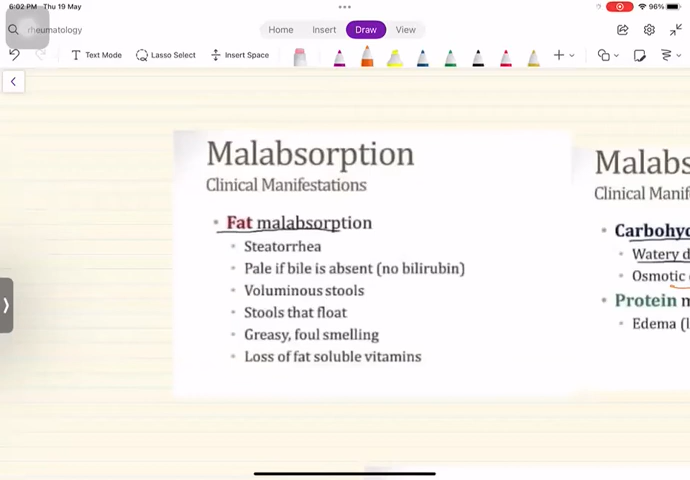 6:02 PM Thu 19 May
96%
rheumatology
Home Insert Draw View
Text Mode Lasso Select Insert Space
Malabsorption
Clinical Manifestations
• Fat malabsorption
• Steatorrhea
• Pale if bile is absent (no bilirubin)
• Voluminous stools
• Stools that float
• Greasy, foul smelling
• Loss of fat soluble vitamins
Malabs
Clinical Manif
• Carbohyd
• Watery d
• Osmotic
• Protein m
• Edema (l